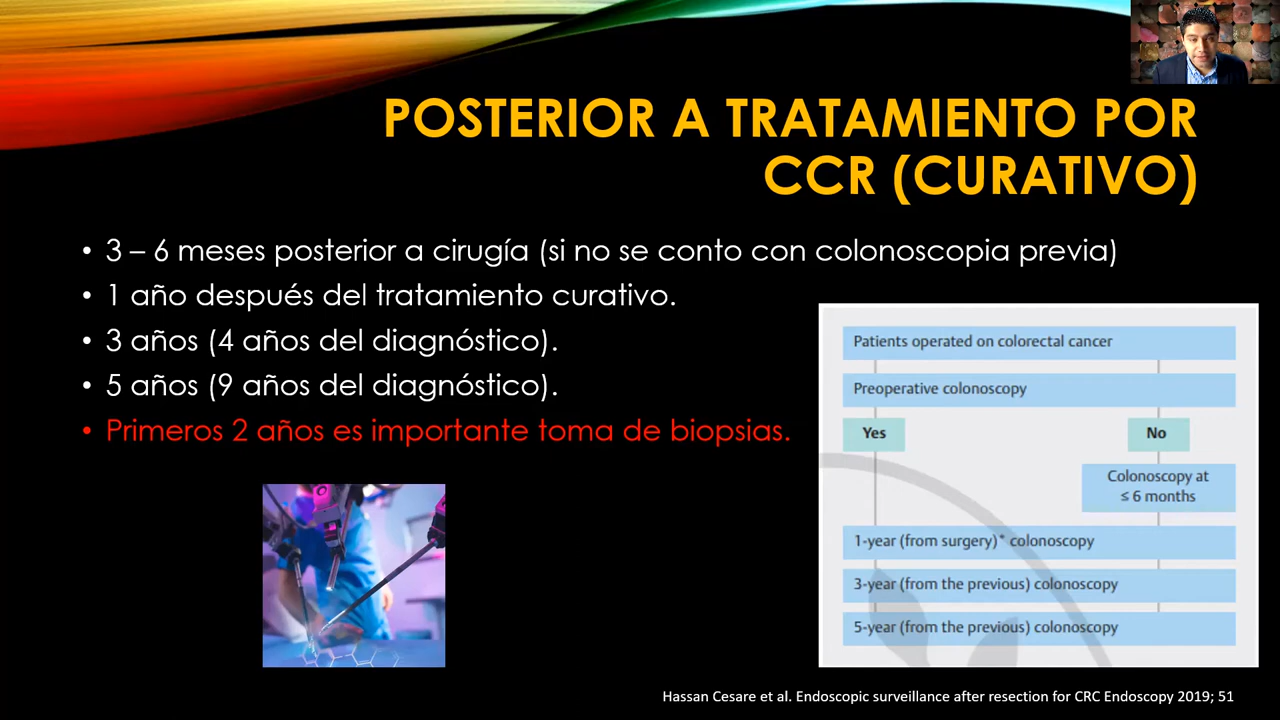 POSTERIOR A TRATAMIENTO POR
CCR (CURATIVO)
• 3 – 6 meses posterior a cirugía (si no se conto con colonoscopia previa)
• 1 año después del tratamiento curativo.
• 3 años (4 años del diagnóstico).
• 5 años (9 años del diagnóstico).
• Primeros 2 años es importante toma de biopsias.
Patients operated on colorectal cancer
Preoperative colonoscopy
Yes
No
Colonoscopy at
≤ 6 months
1-year (from surgery)* colonoscopy
3-year (from the previous) colonoscopy
5-year (from the previous) colonoscopy
Hassan Cesare et al. Endoscopic surveillance after resection for CRC Endoscopy 2019; 51